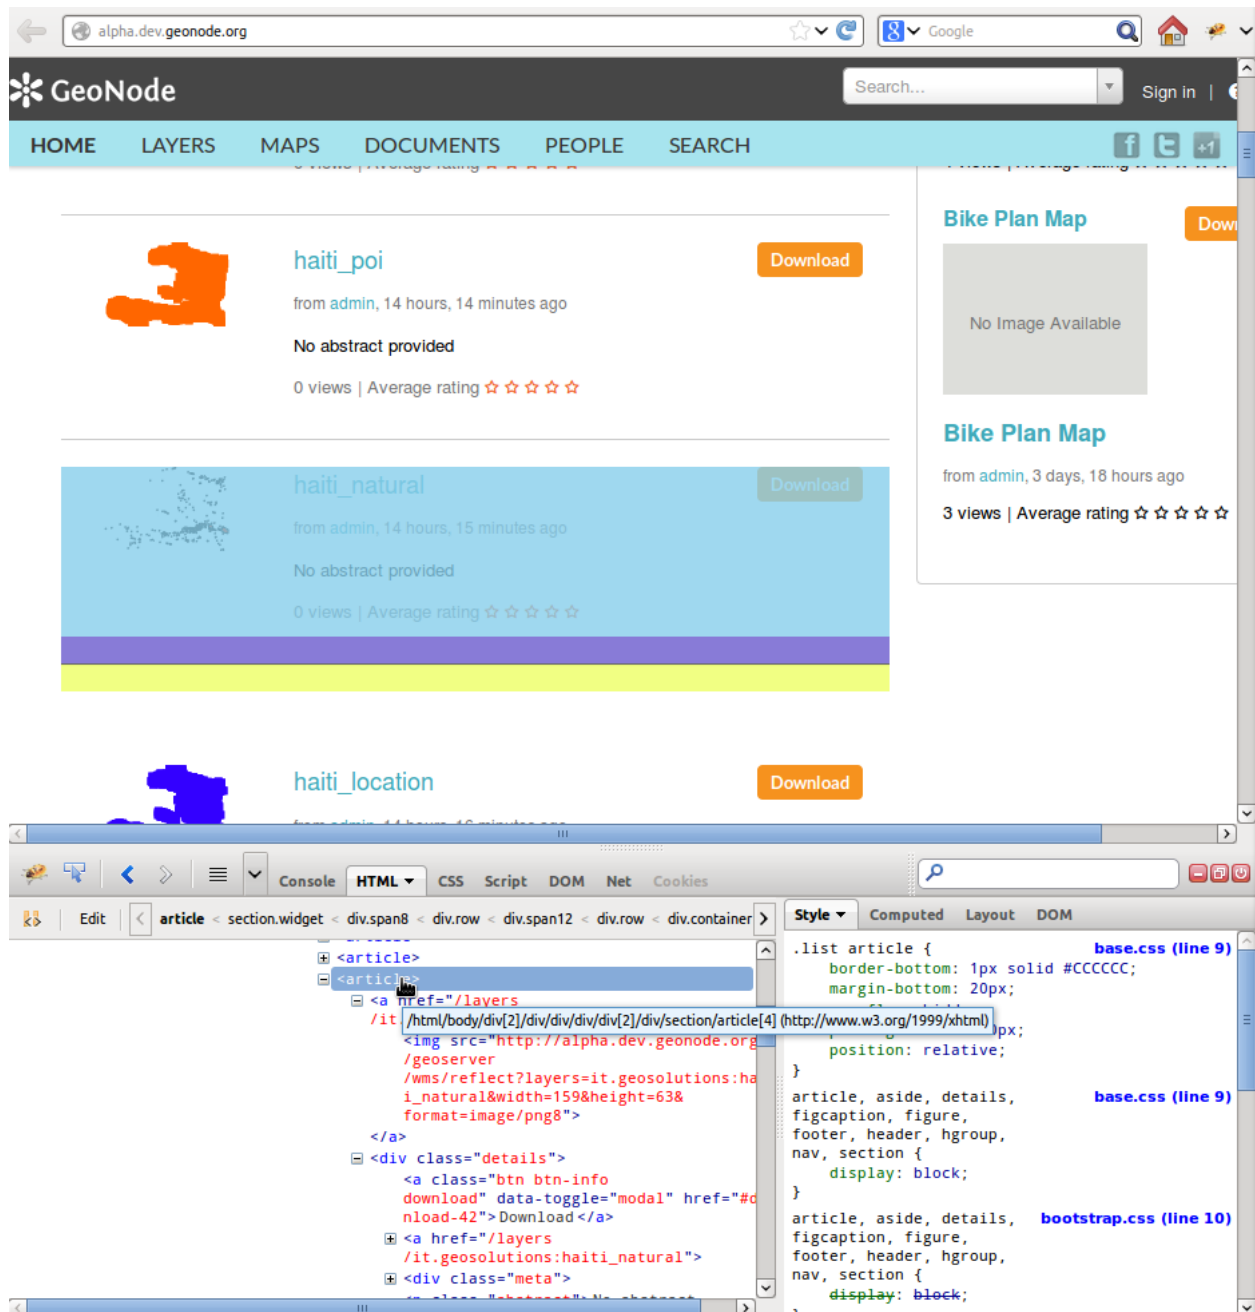 alpha.dev.geonode.org
Google
GeoNode
Search...
Sign in |
HOME LAYERS MAPS DOCUMENTS PEOPLE SEARCH
haiti_poi
Download
from admin, 14 hours, 14 minutes ago
No abstract provided
0 views | Average rating
haiti_natural
Download
from admin, 14 hours, 15 minutes ago
No abstract provided
0 views | Average rating
haiti_location
Download
Bike Plan Map
No Image Available
Bike Plan Map
from admin, 3 days, 18 hours ago
3 views | Average rating
Console HTML CSS Script DOM Net Cookies
Edit
article < section.widget < div.span8 < div.row < div.span12 < div.row < div.container
<article>
<article>
<a href="/layers
/it.
/html/body/div[2]/div/div/div/div[2]/div/section/article[4] (http://www.w3.org/1999/xhtml)
<img src="http://alpha.dev.geonode.org
/geoserver
/wms/reflect?layers=it.geosolutions:ha
i_natural&width=159&height=63&
format=image/png8">
</a>
<div class="details">
<a class="btn btn-info
download" data-toggle="modal" href="#d
nload-42">Download</a>
<a href="/layers
/it.geosolutions:haiti_natural">
<div class="meta">
Style Computed Layout DOM
.list article { base.css (line 9)
border-bottom: 1px solid #CCCCCC;
margin-bottom: 20px;
position: relative;
}
article, aside, details, base.css (line 9)
figcaption, figure,
footer, header, hgroup,
nav, section {
display: block;
}
article, aside, details, bootstrap.css (line 10)
figcaption, figure,
footer, header, hgroup,
nav, section {
display: block;